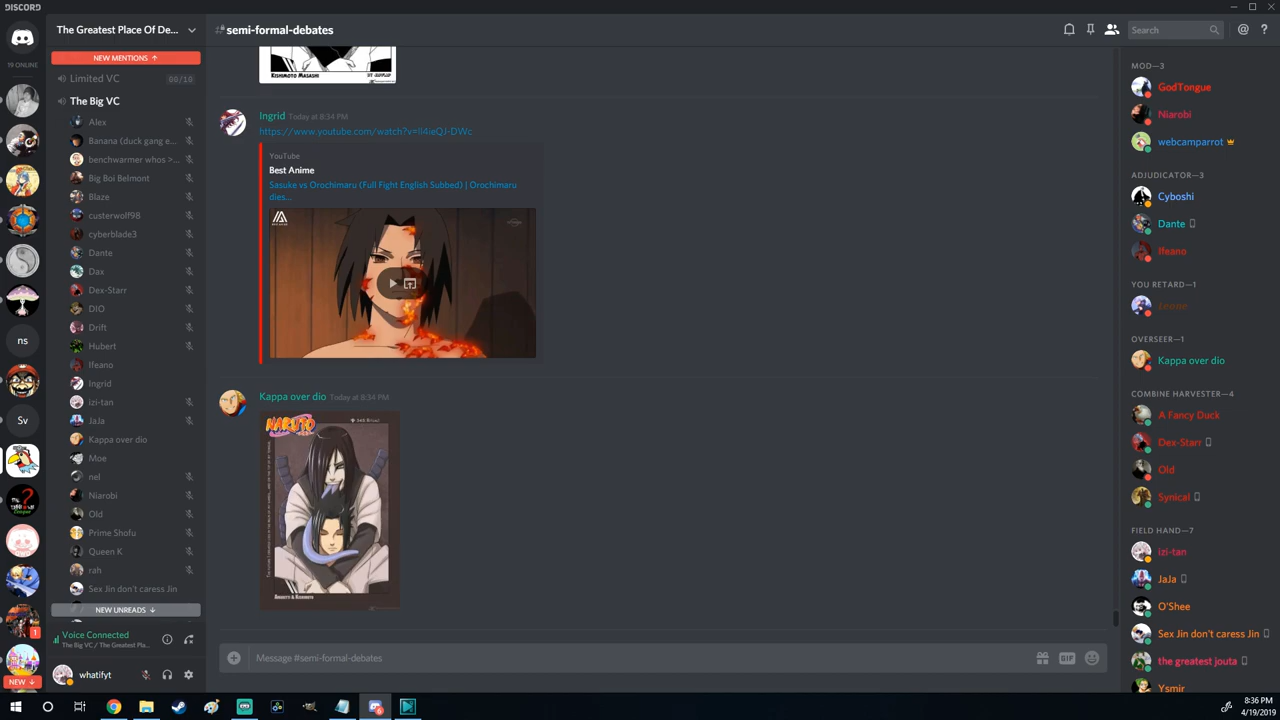 DISCORD
19 ONLINE
ns
Sv
1
NEW ↓
The Greatest Place Of De...
NEW MENTIONS ↑
Limited VC 00/10
The Big VC
Alex
Banana (duck gang e...
benchwarmer whos >...
Big Boi Belmont
Blaze
custerwolf98
cyberblade3
Dante
Dax
Dex-Starr
DIO
Drift
Hubert
Ifeano
Ingrid
izi-tan
JaJa
Kappa over dio
Moe
nel
Niarobi
Old
Prime Shofu
Queen K
rah
Sex Jin don't caress Jin
NEW UNREADS ↓
Voice Connected
The Big VC / The Greatest Pla...
whatifyt
semi-formal-debates
Search
KISHIMOTO MASASHI
Ingrid Today at 8:34 PM
https://www.youtube.com/watch?v=lI4ieQJ-DWc
YouTube
Best Anime
Sasuke vs Orochimaru (Full Fight English Subbed) | Orochimaru
dies...
Kappa over dio Today at 8:34 PM
NARUTO
Message #semi-formal-debates
GIF
MOD—3
GodTongue
Niarobi
webcamparrot
ADJUDICATOR—3
Cyboshi
Dante
Ifeano
YOU RETARD—1
OVERSEER—1
Kappa over dio
COMBINE HARVESTER—4
A Fancy Duck
Dex-Starr
Old
Synical
FIELD HAND—7
izi-tan
JaJa
O'Shee
Sex Jin don't caress Jin
the greatest jouta
Ysmir
8:36 PM
4/19/2019